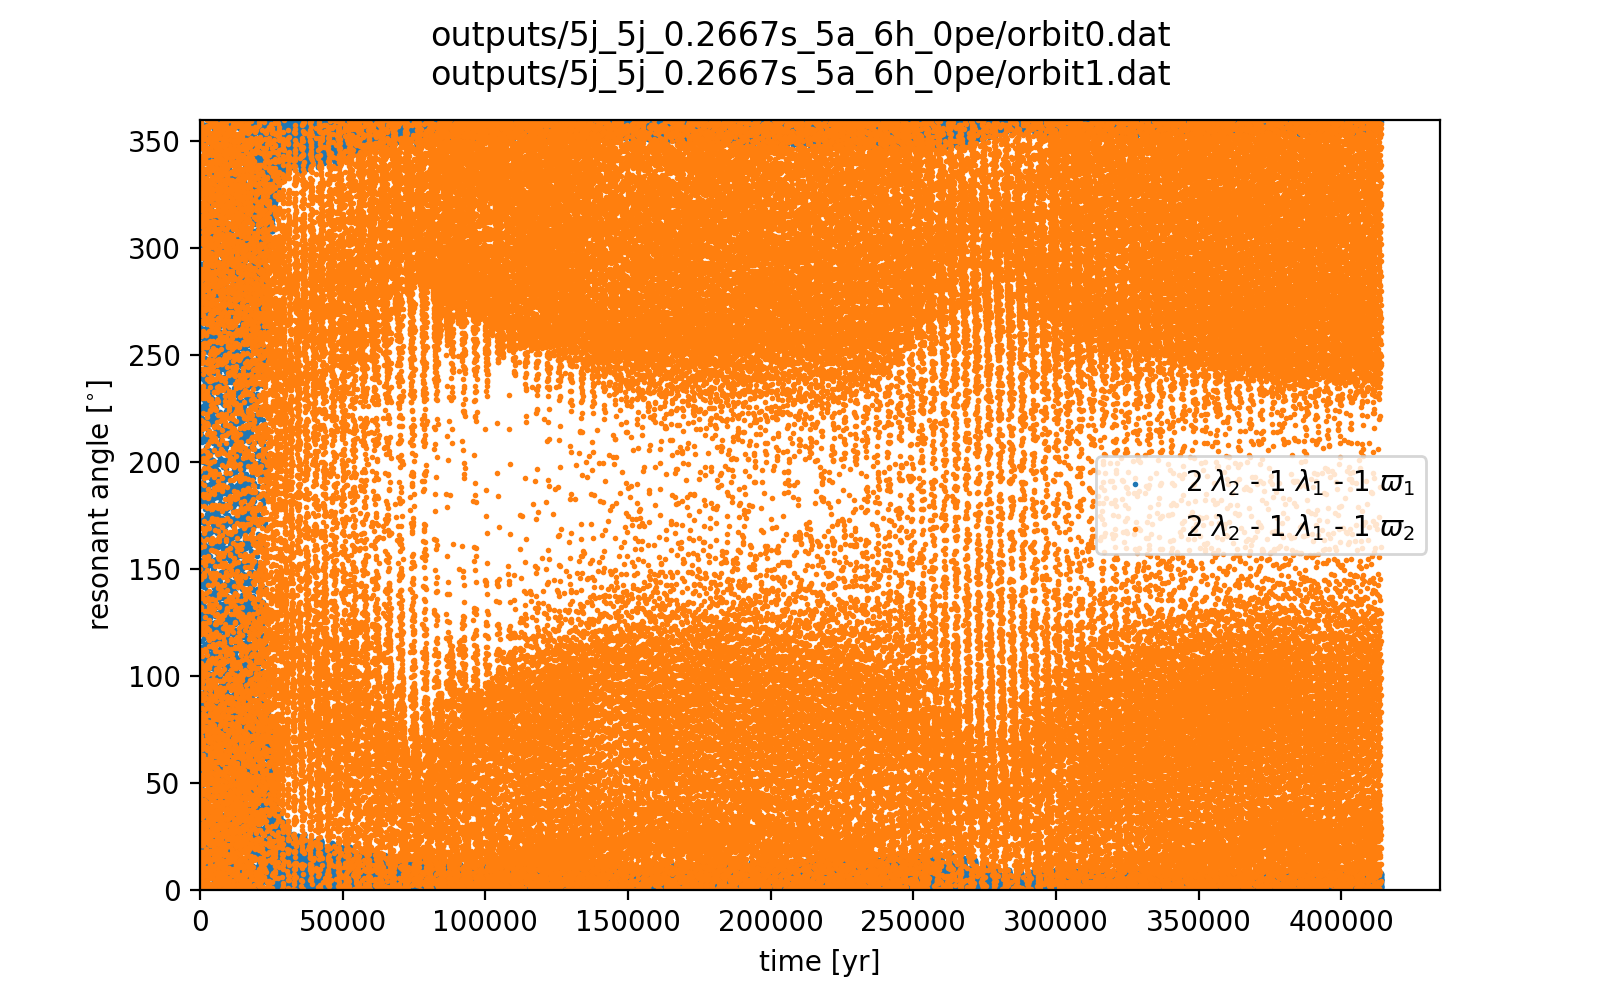 outputs/5j_5j_0.2667s_5a_6h_0pe/orbit0.dat
outputs/5j_5j_0.2667s_5a_6h_0pe/orbit1.dat
350
300
250
200
150
100
50
0
resonant angle [°]
2 λ₂ - 1 λ₁ - 1 ϖ₁
2 λ₂ - 1 λ₁ - 1 ϖ₂
0 50000 100000 150000 200000 250000 300000 350000 400000
time [yr]